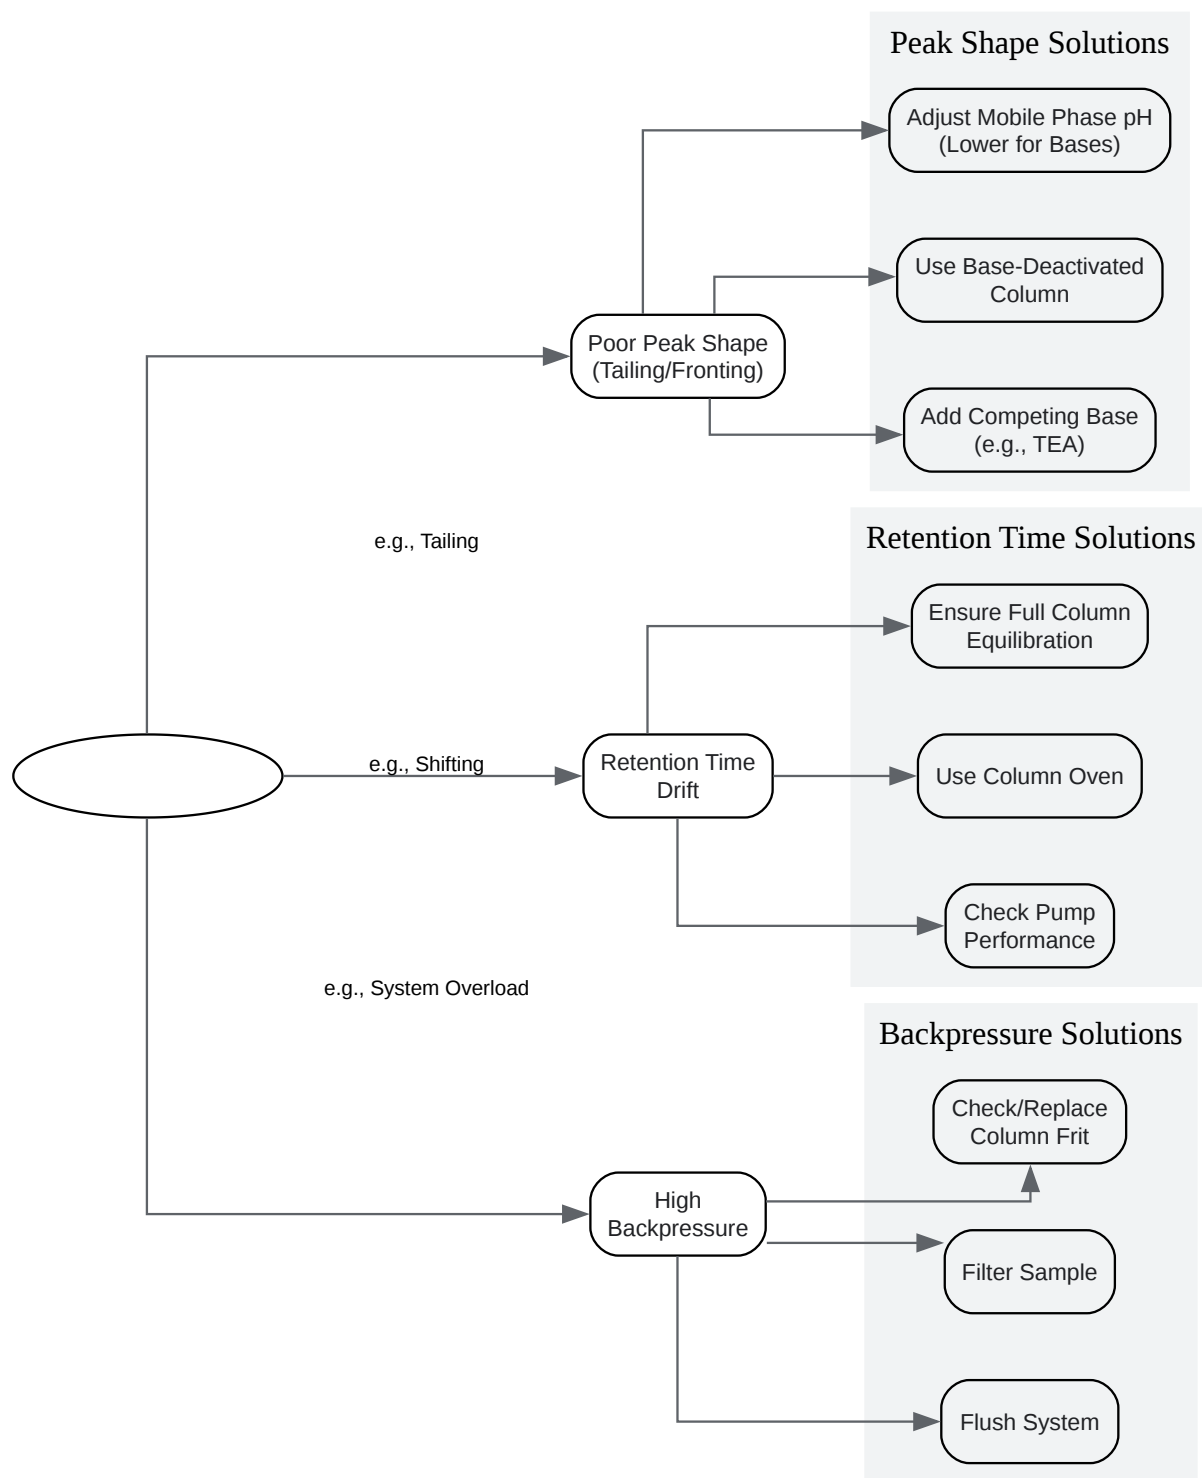 Peak Shape Solutions
Adjust Mobile Phase pH
(Lower for Bases)
Use Base-Deactivated
Column
Poor Peak Shape
(Tailing/Fronting)
Add Competing Base
(e.g., TEA)
e.g., Tailing
Retention Time Solutions
Ensure Full Column
Equilibration
e.g., Shifting
Retention Time
Drift
Use Column Oven
Check Pump
Performance
e.g., System Overload
Backpressure Solutions
Check/Replace
Column Frit
High
Backpressure
Filter Sample
Flush System